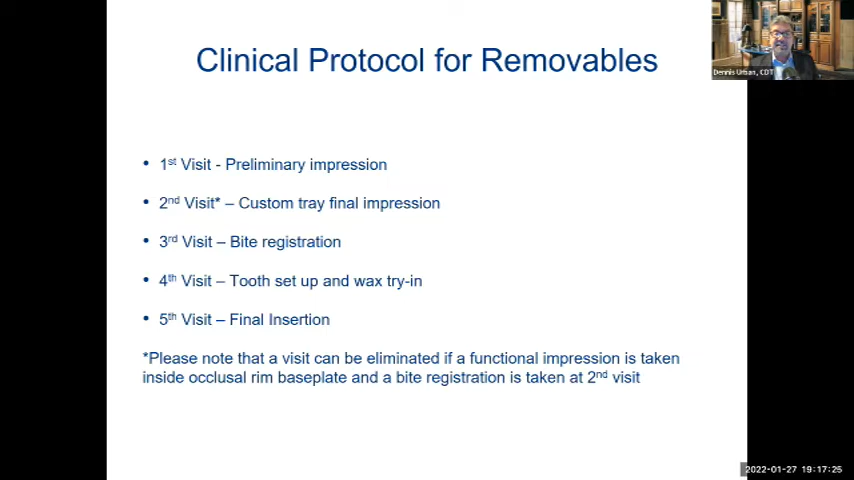 Clinical Protocol for Removables
Dennis Urban, CDT
• 1st Visit - Preliminary impression
• 2nd Visit* – Custom tray final impression
• 3rd Visit – Bite registration
• 4th Visit – Tooth set up and wax try-in
• 5th Visit – Final Insertion
*Please note that a visit can be eliminated if a functional impression is taken
inside occlusal rim baseplate and a bite registration is taken at 2nd visit
2022-01-27 19:17:25